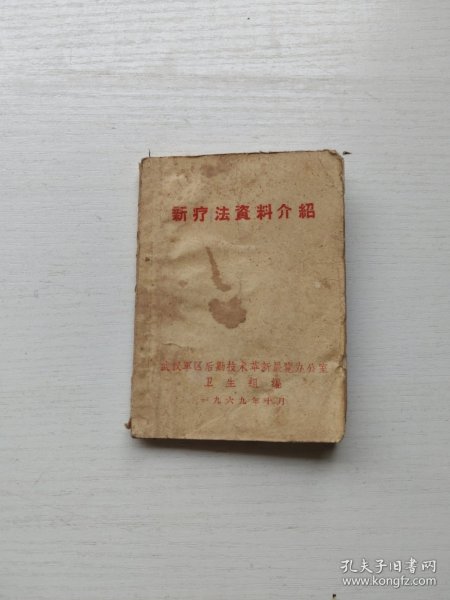 新疗法資料介紹
武汉軍区后勤技术革新展覽办公室
卫生組編
一九六九年十月
孔夫子旧书网
www.kongfz.com